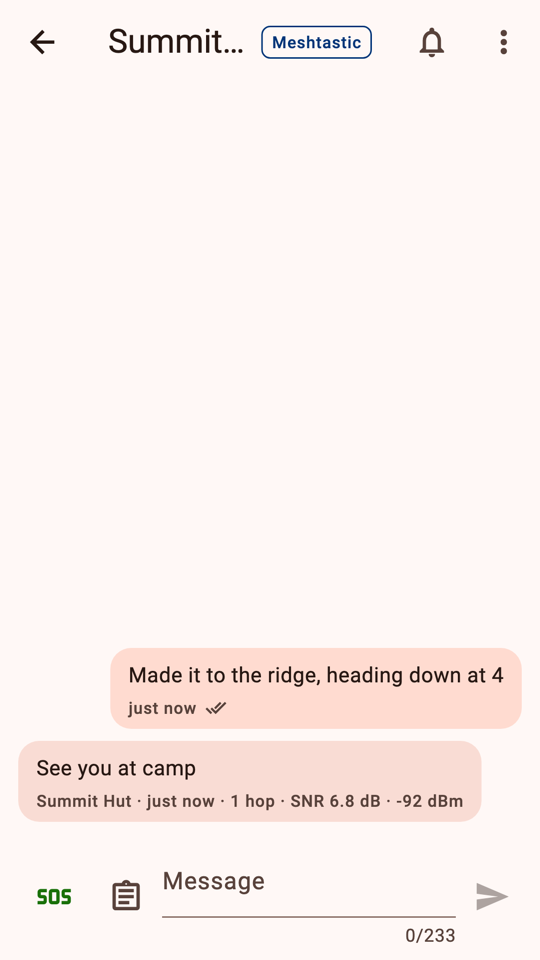 Summit… Meshtastic
Made it to the ridge, heading down at 4
just now
See you at camp
Summit Hut · just now · 1 hop · SNR 6.8 dB · -92 dBm
SOS Message
0/233